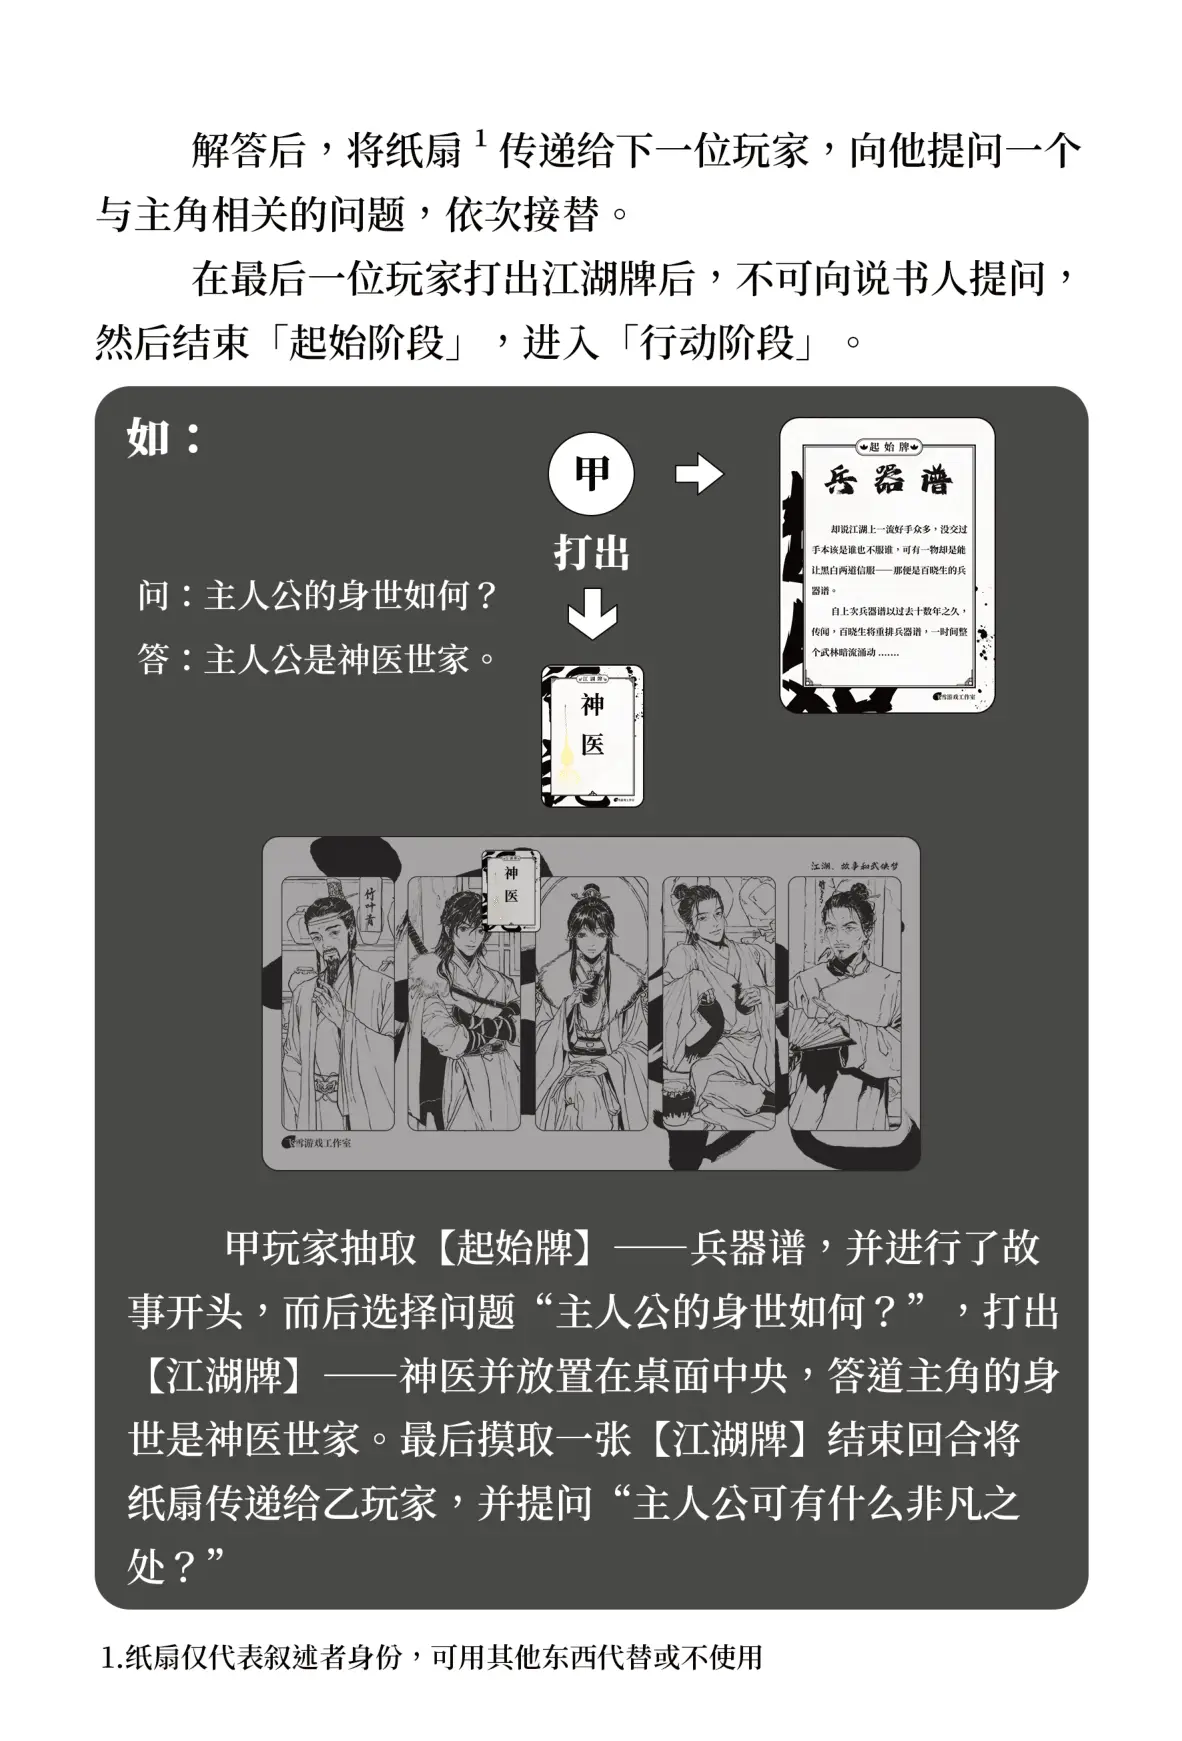 解答后，将纸扇1传递给下一位玩家，向他提问一个
与主角相关的问题，依次接替。
在最后一位玩家打出江湖牌后，不可向说书人提问，
然后结束「起始阶段」，进入「行动阶段」。
如：
甲
打出
问：主人公的身世如何？
答：主人公是神医世家。
起始牌
兵器谱
却说江湖上一流好手众多，没交过
手本该是谁也不服谁，可有一物却是能
让黑白两道信服——那便是百晓生的兵
器谱。
自上次兵器谱以过去十数年之久，
传闻，百晓生将重排兵器谱，一时间整
个武林暗流涌动.......
飞雪游戏工作室
江湖牌
神
医
江湖、故事和武侠梦
神
医
竹叶青
飞雪游戏工作室
甲玩家抽取【起始牌】——兵器谱，并进行了故
事开头，而后选择问题“主人公的身世如何？”，打出
【江湖牌】——神医并放置在桌面中央，答道主角的身
世是神医世家。最后摸取一张【江湖牌】结束回合将
纸扇传递给乙玩家，并提问“主人公可有什么非凡之
处？”
1.纸扇仅代表叙述者身份，可用其他东西代替或不使用